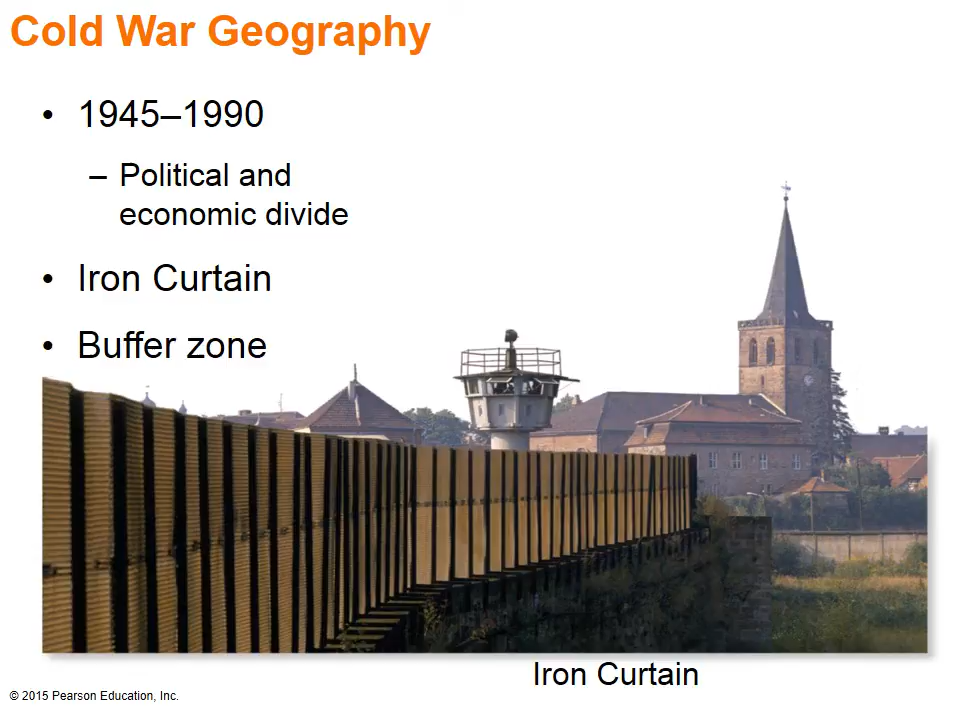 Cold War Geography
• 1945–1990
– Political and
economic divide
• Iron Curtain
• Buffer zone
Iron Curtain
© 2015 Pearson Education, Inc.